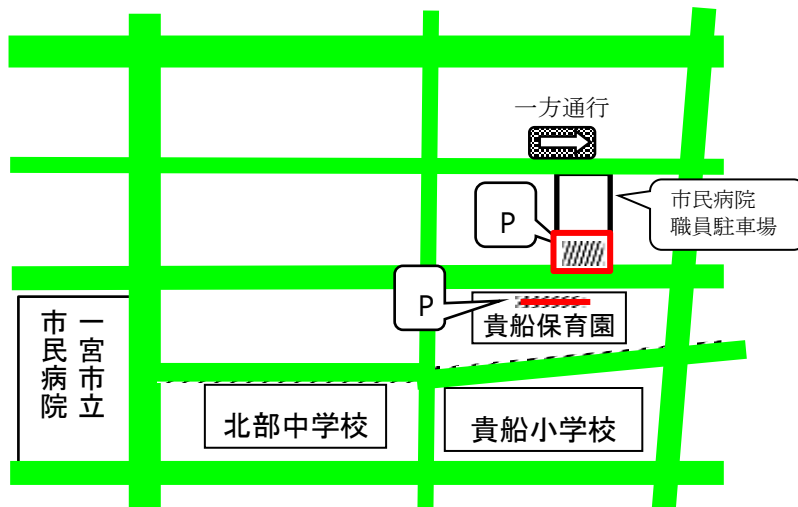 一方通行
P
市民病院
職員駐車場
P
貴船保育園
一宮市立
市民病院
北部中学校
貴船小学校